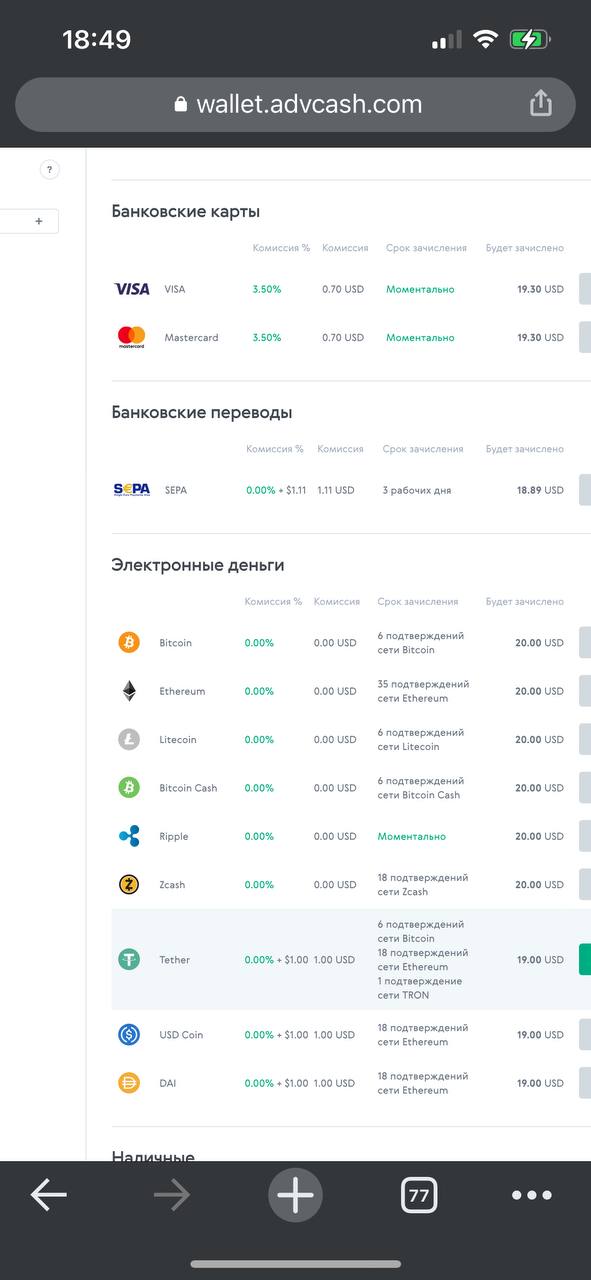 18:49
wallet.advcash.com
?
+
Банковские карты
Комиссия % Комиссия Срок зачисления Будет зачислено
VISA VISA 3.50% 0.70 USD Моментально 19.30 USD
mastercard Mastercard 3.50% 0.70 USD Моментально 19.30 USD
Банковские переводы
Комиссия % Комиссия Срок зачисления Будет зачислено
S€PA SEPA 0.00% + $1.11 1.11 USD 3 рабочих дня 18.89 USD
Электронные деньги
Комиссия % Комиссия Срок зачисления Будет зачислено
Bitcoin 0.00% 0.00 USD 6 подтверждений
сети Bitcoin 20.00 USD
Ethereum 0.00% 0.00 USD 35 подтверждений
сети Ethereum 20.00 USD
Litecoin 0.00% 0.00 USD 6 подтверждений
сети Litecoin 20.00 USD
Bitcoin Cash 0.00% 0.00 USD 6 подтверждений
сети Bitcoin Cash 20.00 USD
Ripple 0.00% 0.00 USD Моментально 20.00 USD
Zcash 0.00% 0.00 USD 18 подтверждений
сети Zcash 20.00 USD
Tether 0.00% + $1.00 1.00 USD 6 подтверждений
сети Bitcoin
18 подтверждений
сети Ethereum
1 подтверждение
сети TRON 19.00 USD
USD Coin 0.00% + $1.00 1.00 USD 18 подтверждений
сети Ethereum 19.00 USD
DAI 0.00% + $1.00 1.00 USD 18 подтверждений
сети Ethereum 19.00 USD
Наличные
77